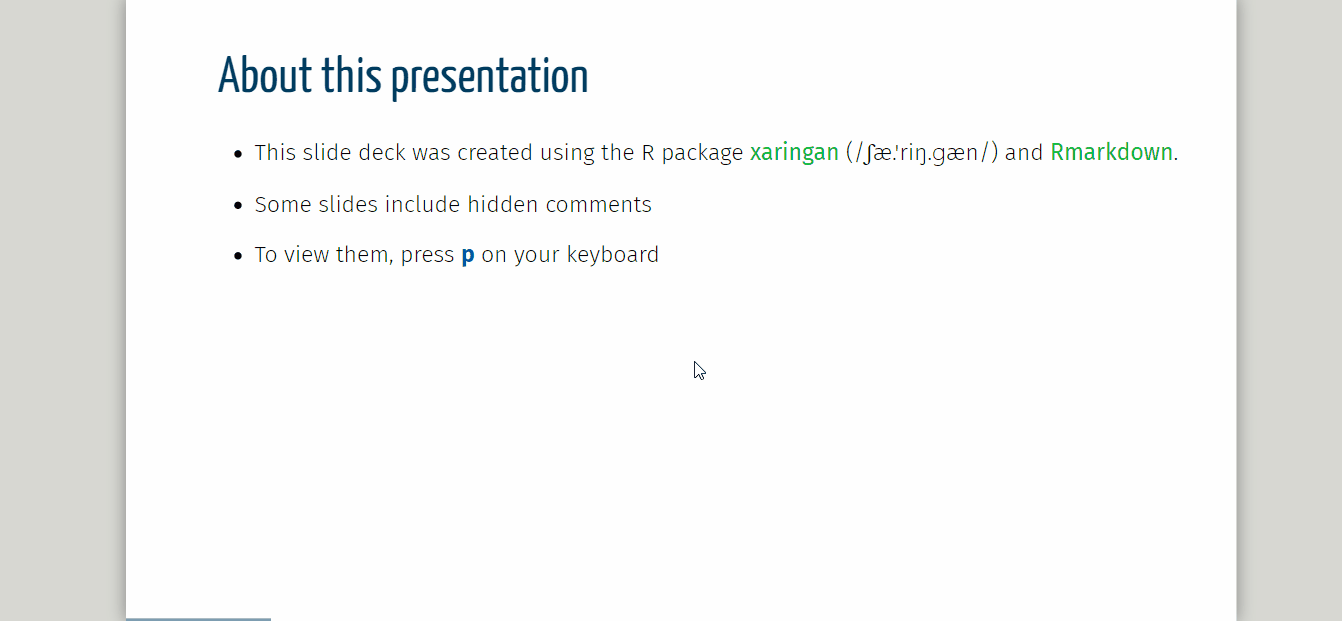 About this presentation
• This slide deck was created using the R package xaringan (/ʃæ.'riŋ.ɡæn/) and Rmarkdown.
• Some slides include hidden comments
• To view them, press p on your keyboard